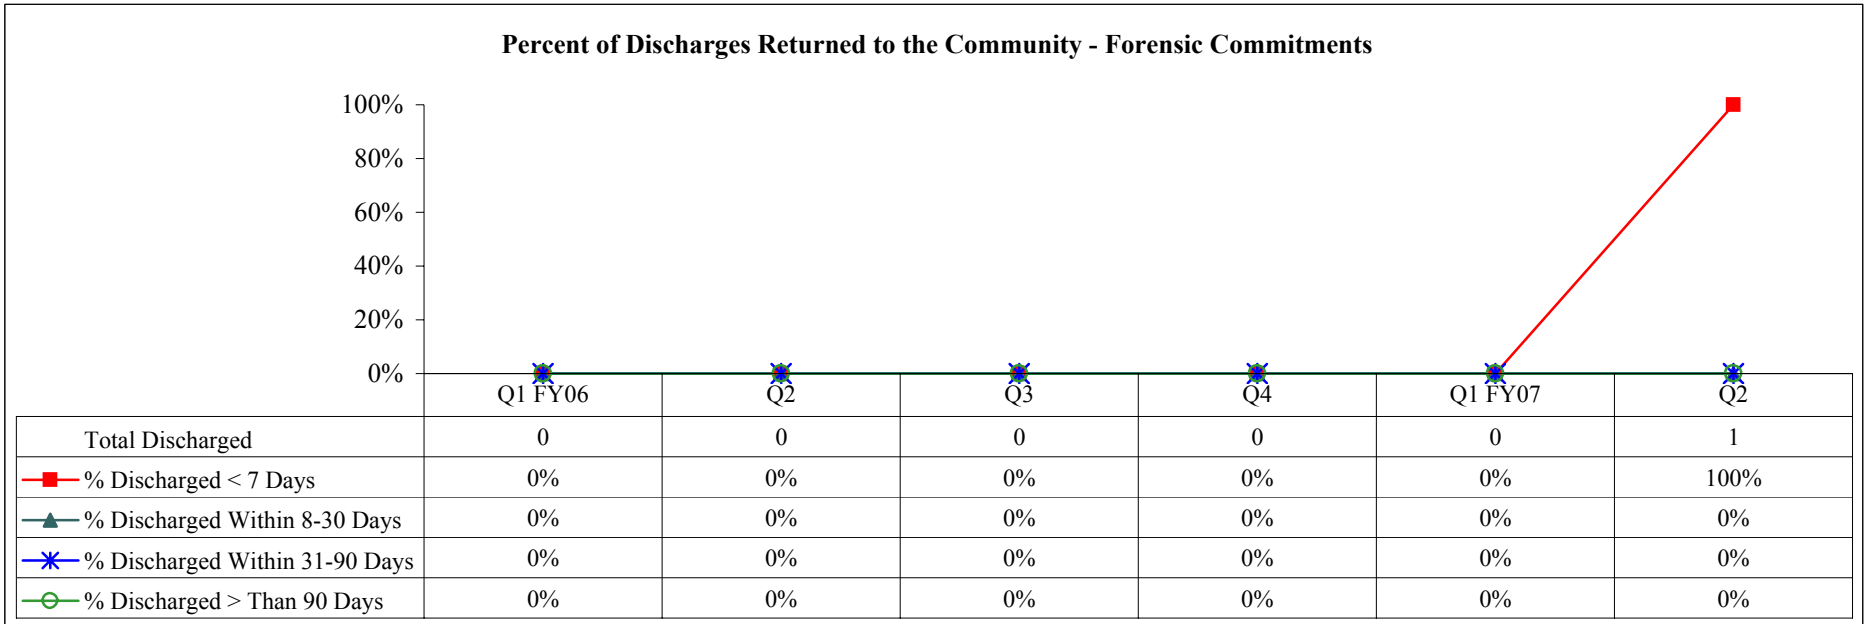 Percent of Discharges Returned to the Community - Forensic Commitments
100%
80%
60%
40%
20%
0%
Q1 FY06 Q2 Q3 Q4 Q1 FY07 Q2
Total Discharged 0 0 0 0 0 1
% Discharged < 7 Days 0% 0% 0% 0% 0% 100%
% Discharged Within 8-30 Days 0% 0% 0% 0% 0% 0%
% Discharged Within 31-90 Days 0% 0% 0% 0% 0% 0%
% Discharged > Than 90 Days 0% 0% 0% 0% 0% 0%